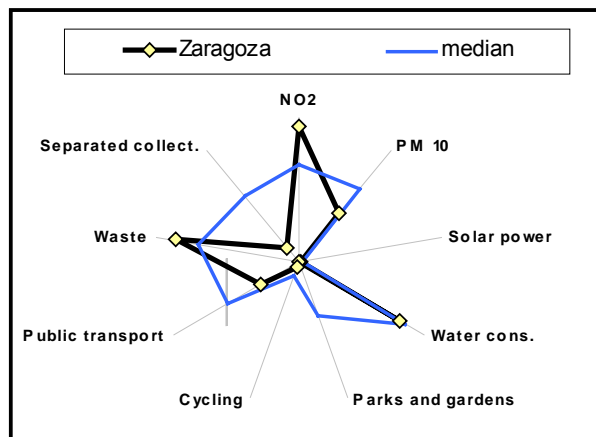 Zaragoza median
NO2
Separated collect. PM 10
Waste Solar power
Public transport Water cons.
Cycling Parks and gardens